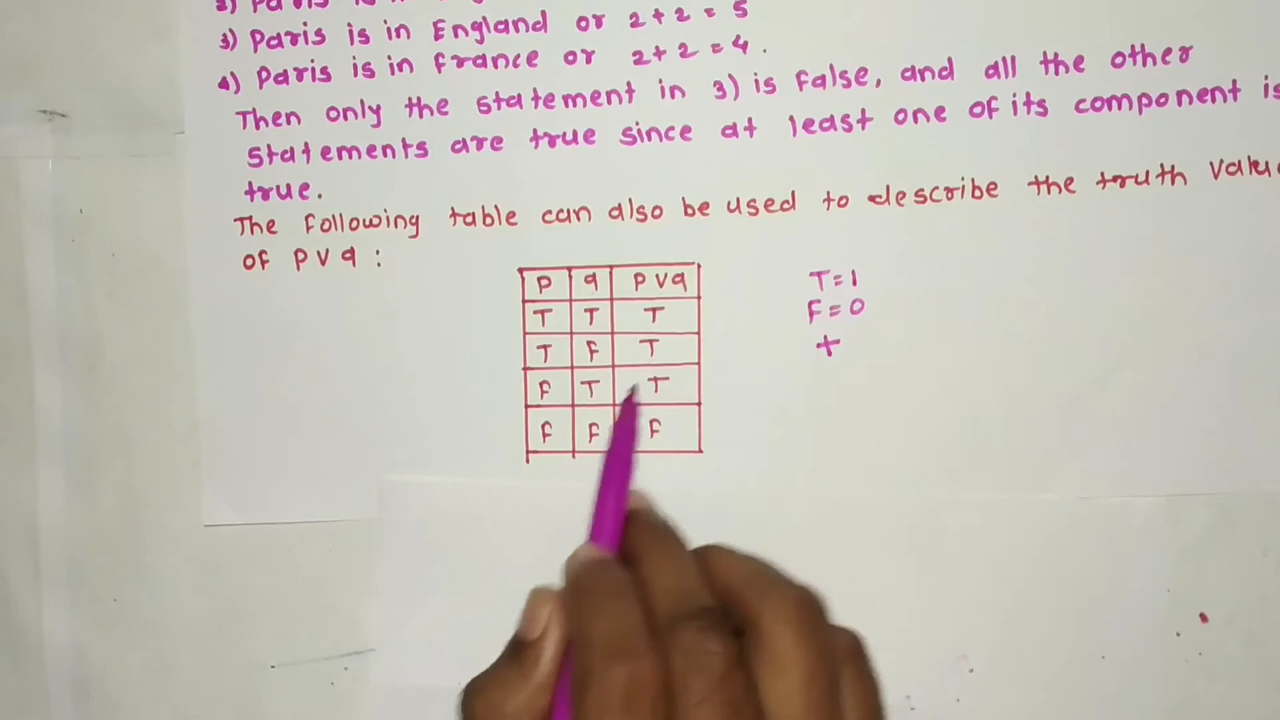 3) Paris is in England or 2+2=5
4) Paris is in france or 2+2=4.
Then only the statement in 3) is false, and all the other
statements are true since at least one of its component is
true.
The following table can also be used to describe the truth value
of p v q :
P q p v q
T T T
T F T
F T T
F F F
T=1
F=0
+